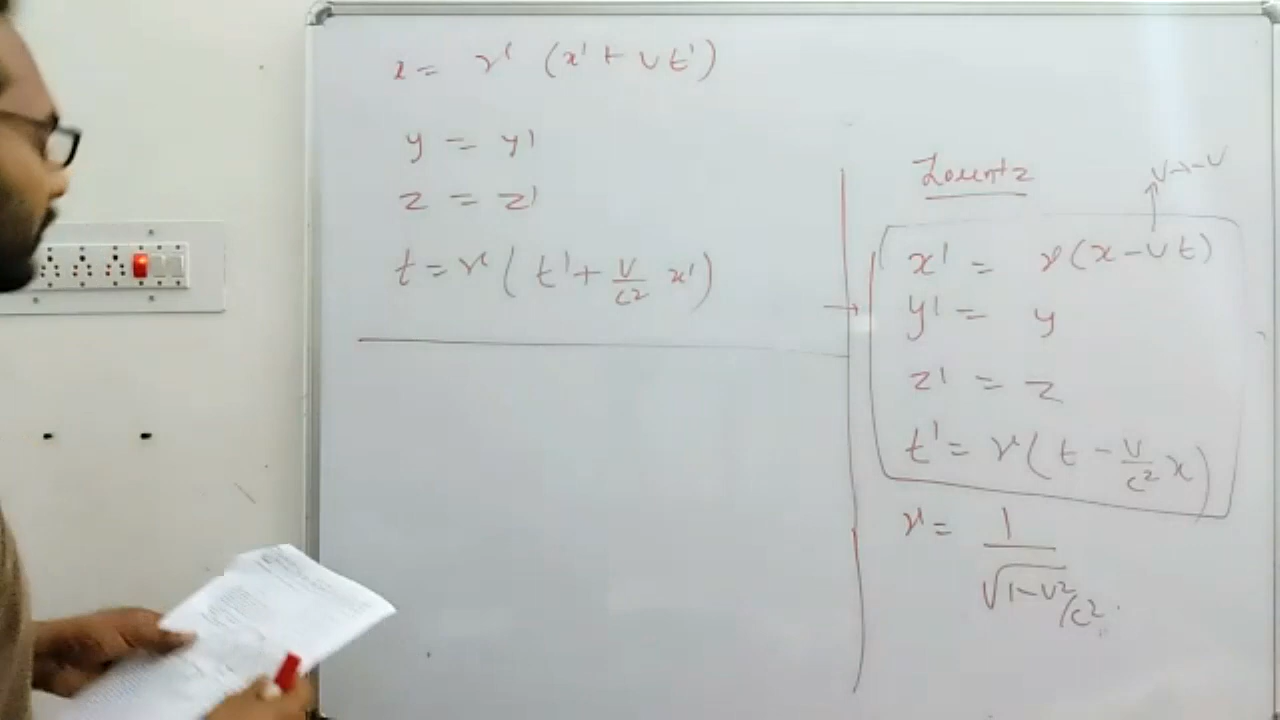 x = γ (x' + vt')
y = y'
z = z'
t = γ ( t' + v/c² x' )
Lorentz
v→-v
x' = γ(x-vt)
y' = y
z' = z
t' = γ( t - v/c² x )
γ = 1/√1-v²/c²